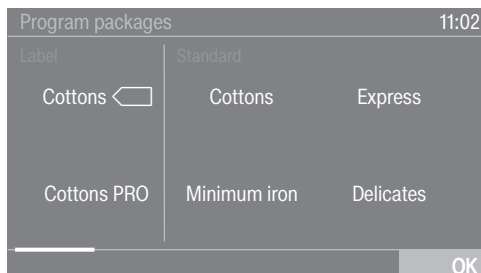 Program packages 11:02
Label Standard
Cottons Cottons Express
Cottons PRO Minimum iron Delicates
OK